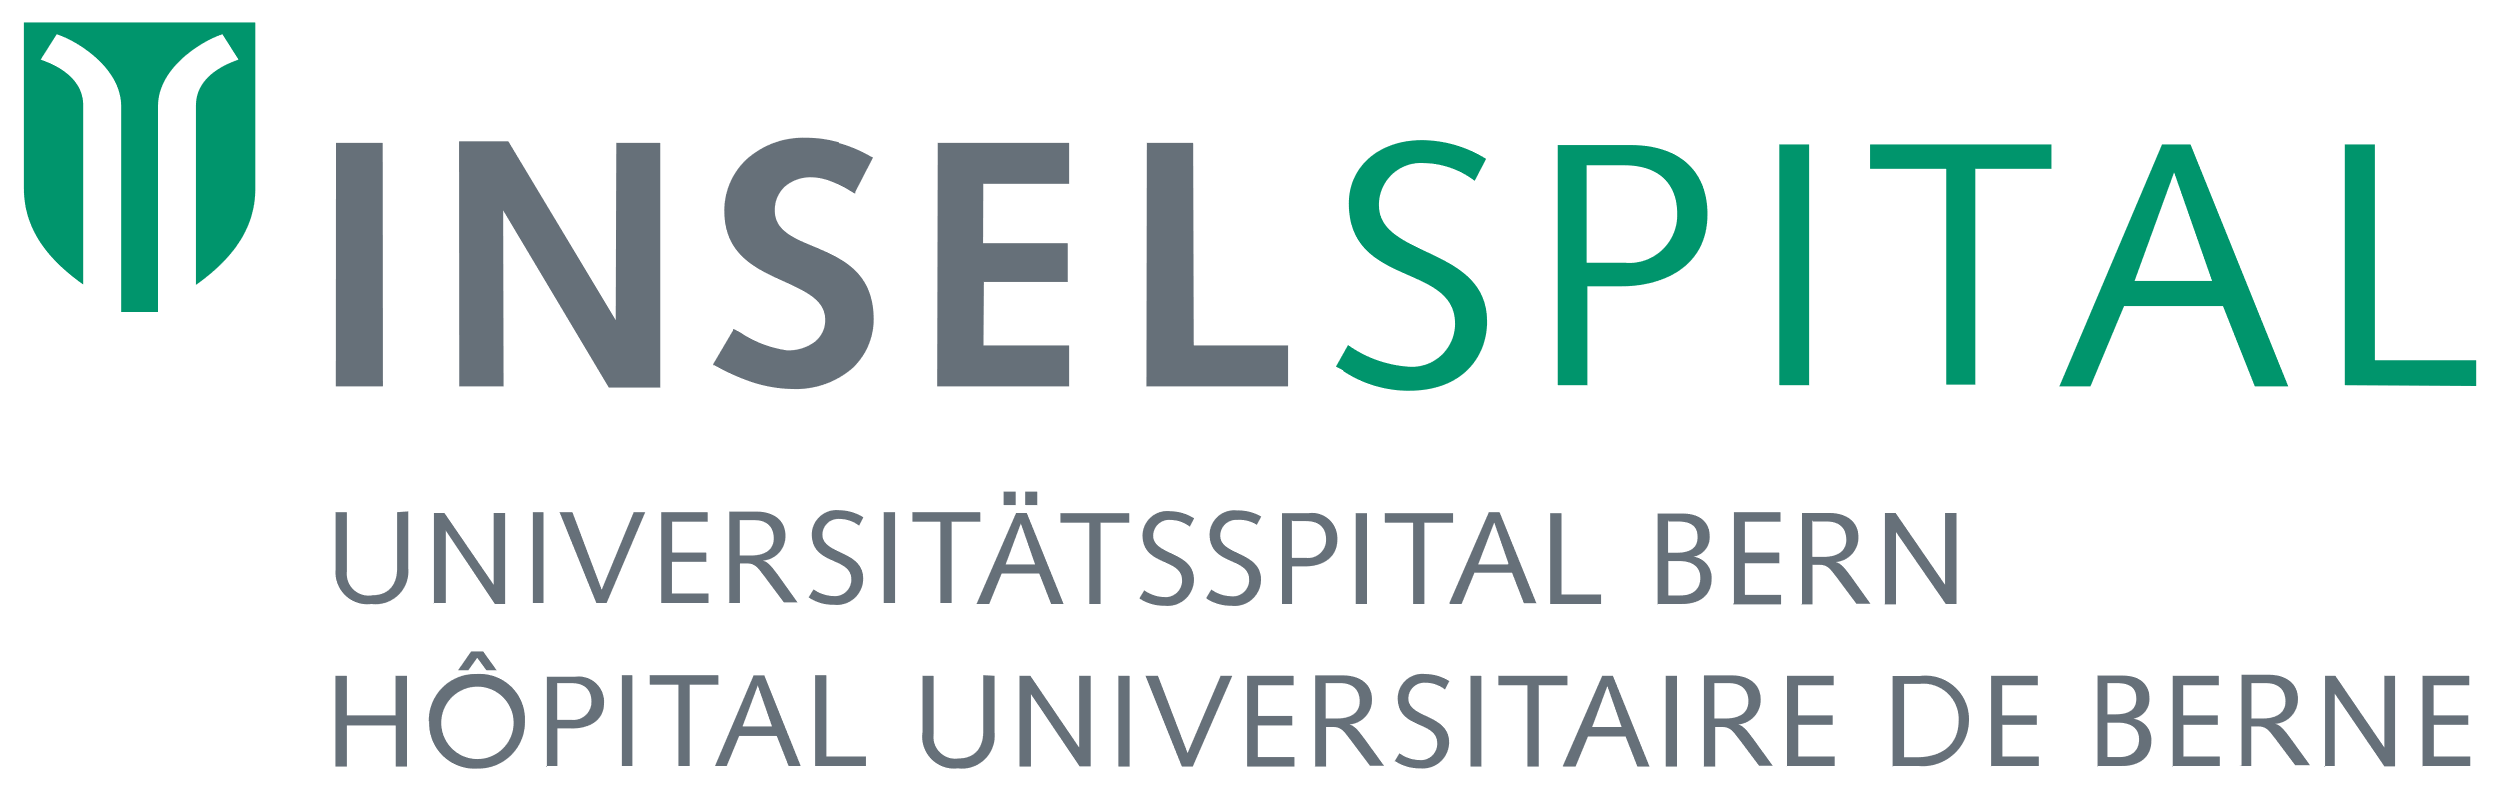 INSELSPITAL
UNIVERSITÄTSSPITAL BERN
HÔPITAL UNIVERSITAIRE DE BERNE